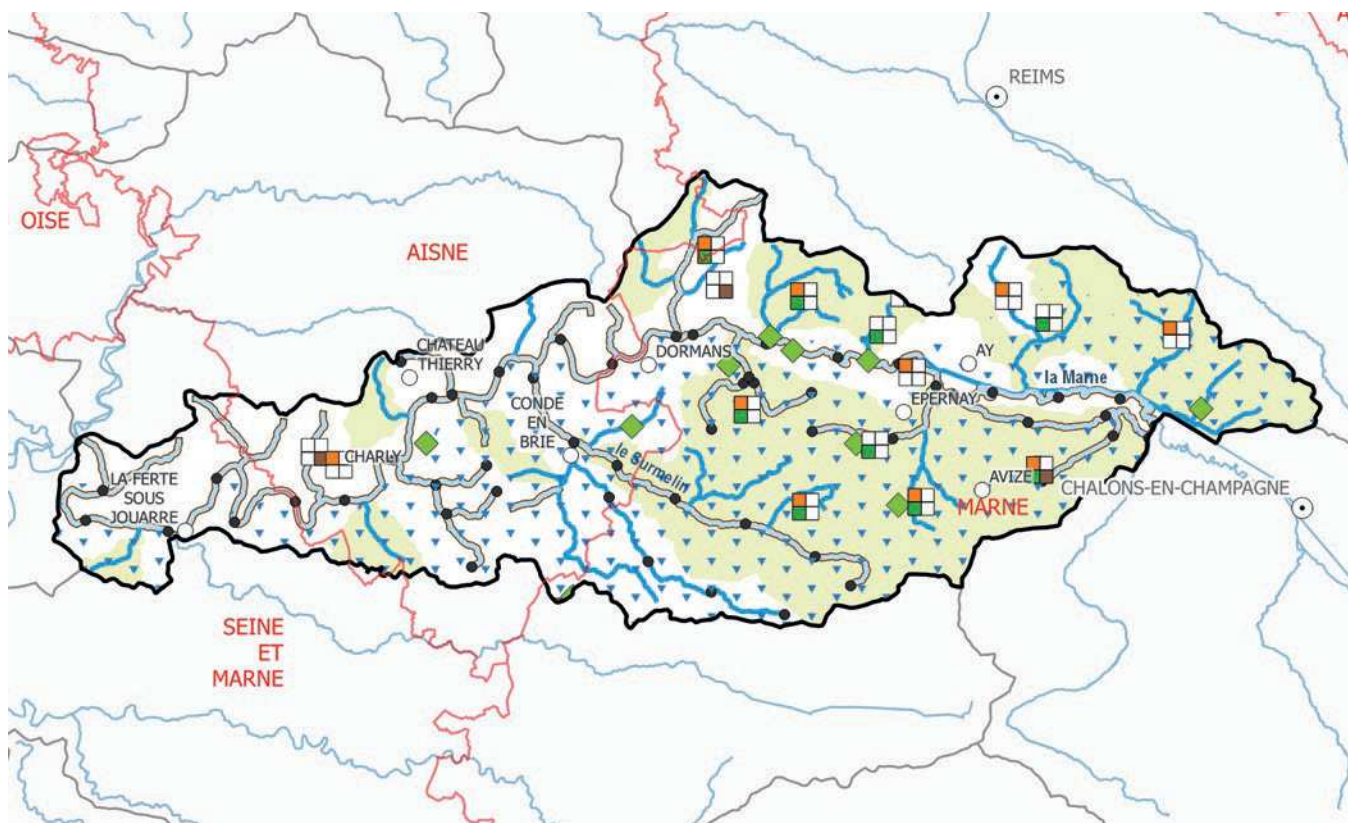 REIMS
OISE
AISNE
CHATEAU
THIERRY
DORMANS
AY
la Marne
CONDE
EN
BRIE
EPERNAY
CHARLY
le Surmelin
LA FERTE
SOUS
JOUARRE
AVIZE
CHALONS-EN-CHAMPAGNE
MARNE
SEINE
ET
MARNE